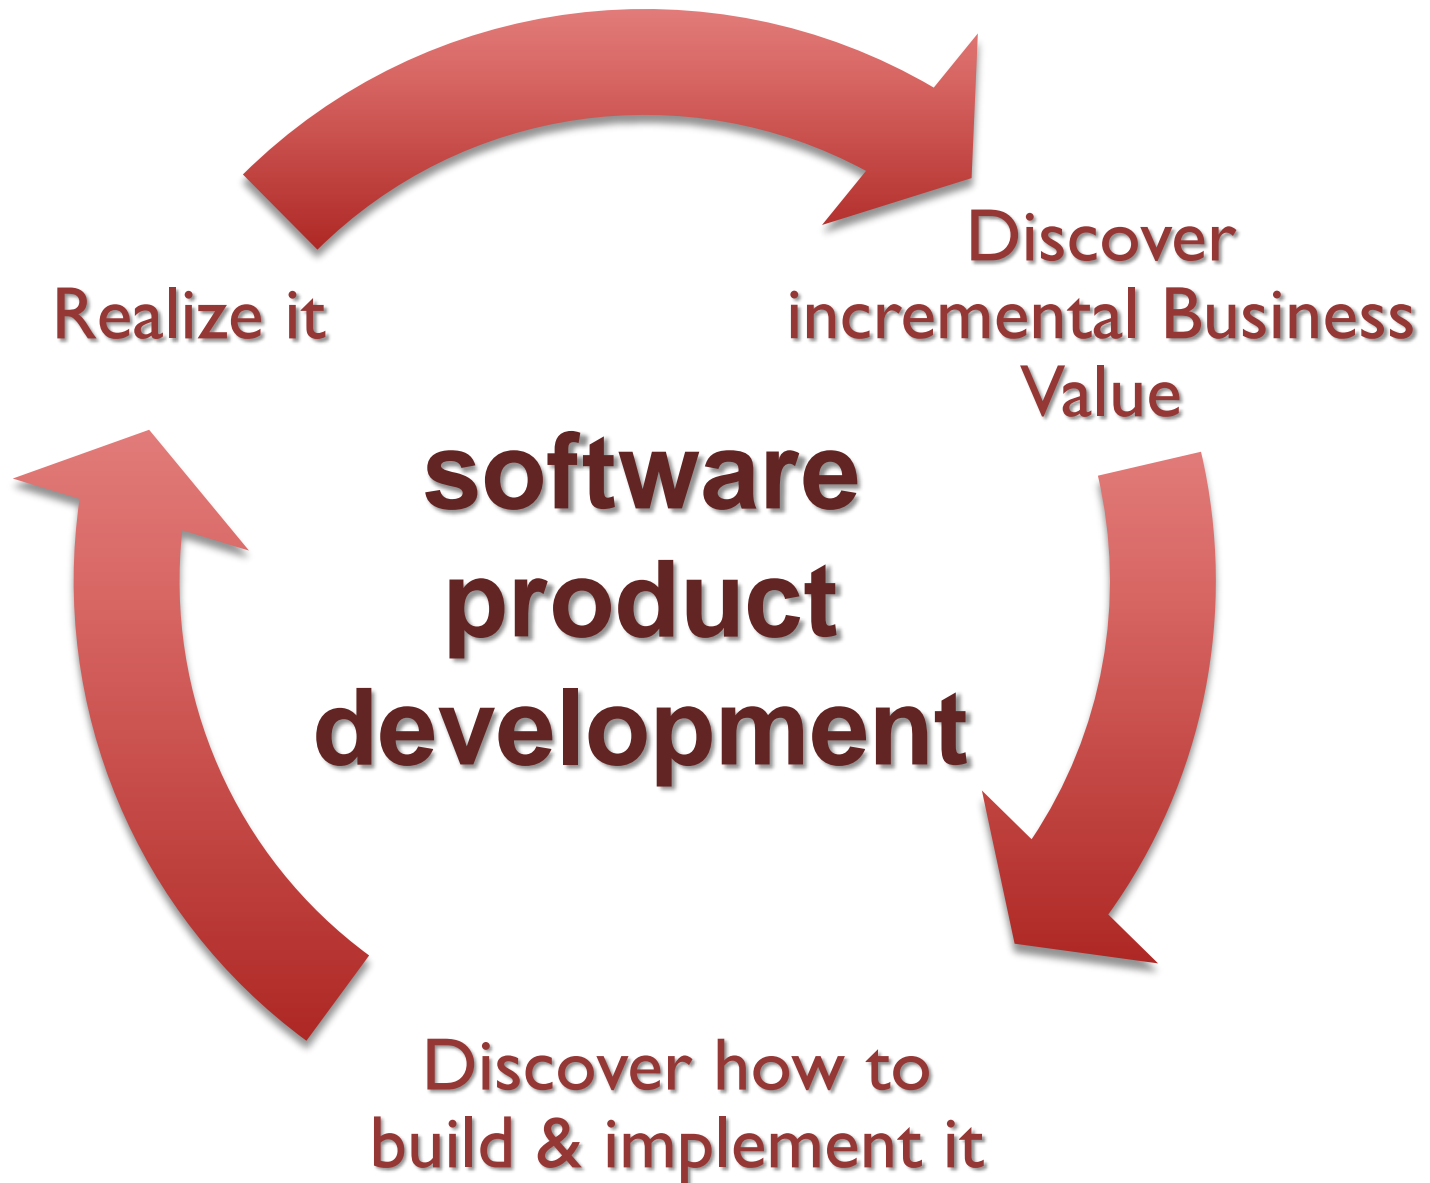 Discover
incremental Business
Value
Realize it
software
product
development
Discover how to
build & implement it